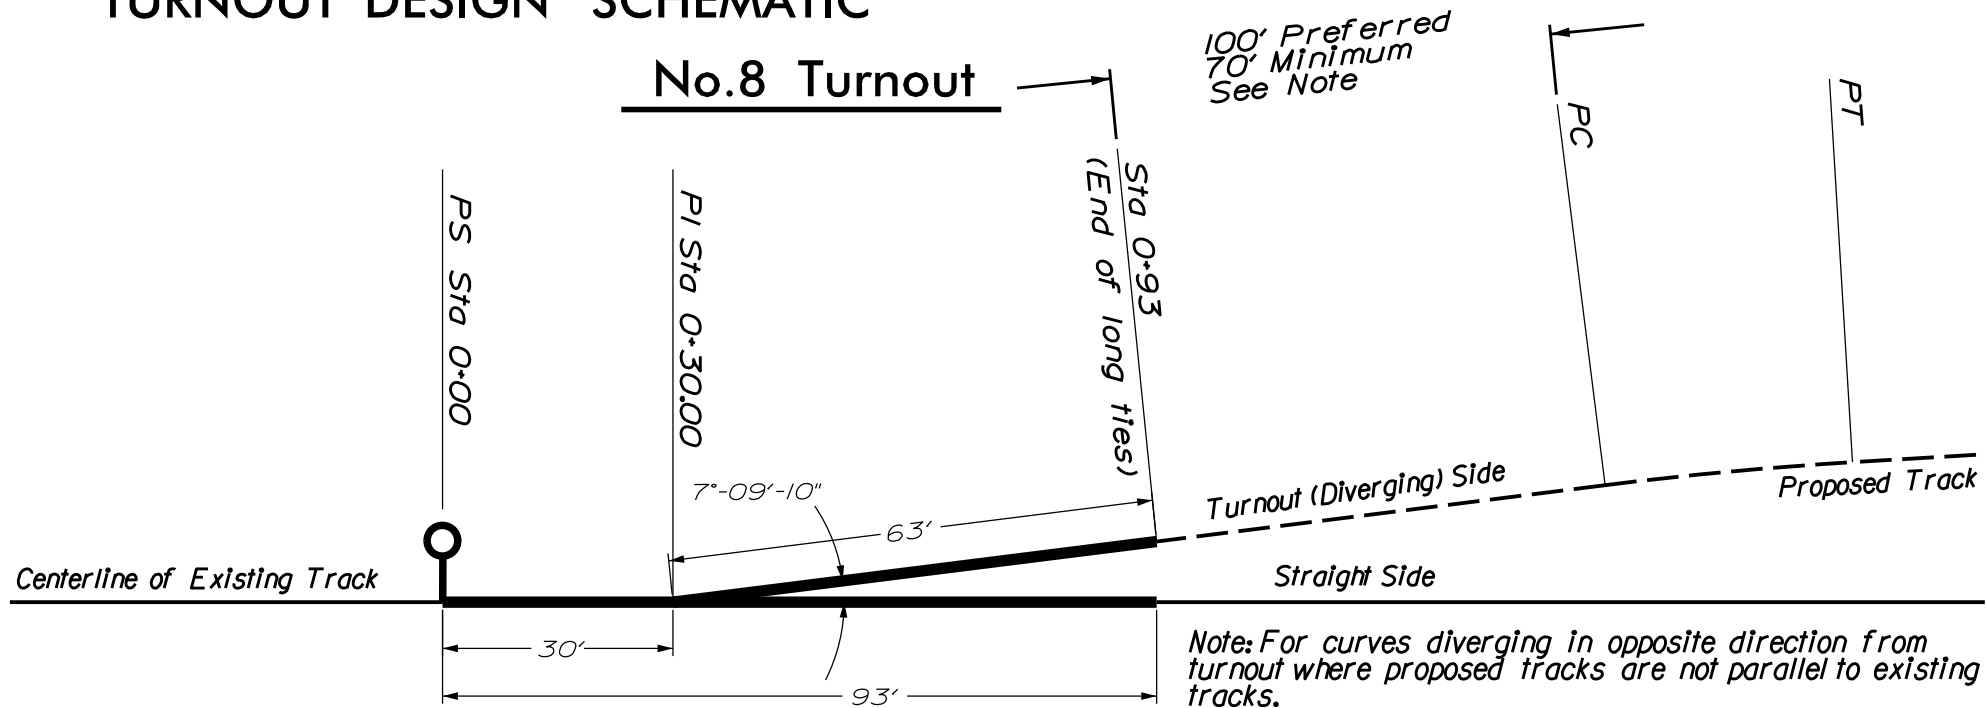 TURNOUT DESIGN SCHEMATIC
No.8 Turnout
100' Preferred
70' Minimum
See Note
PC
PT
PS Sta 0+00
PI Sta 0+30.00
Sta 0+93
(End of long ties)
7°-09'-10"
63'
Turnout (Diverging) Side
Proposed Track
Centerline of Existing Track
Straight Side
30'
93'
Note: For curves diverging in opposite direction from
turnout where proposed tracks are not parallel to existing
tracks.